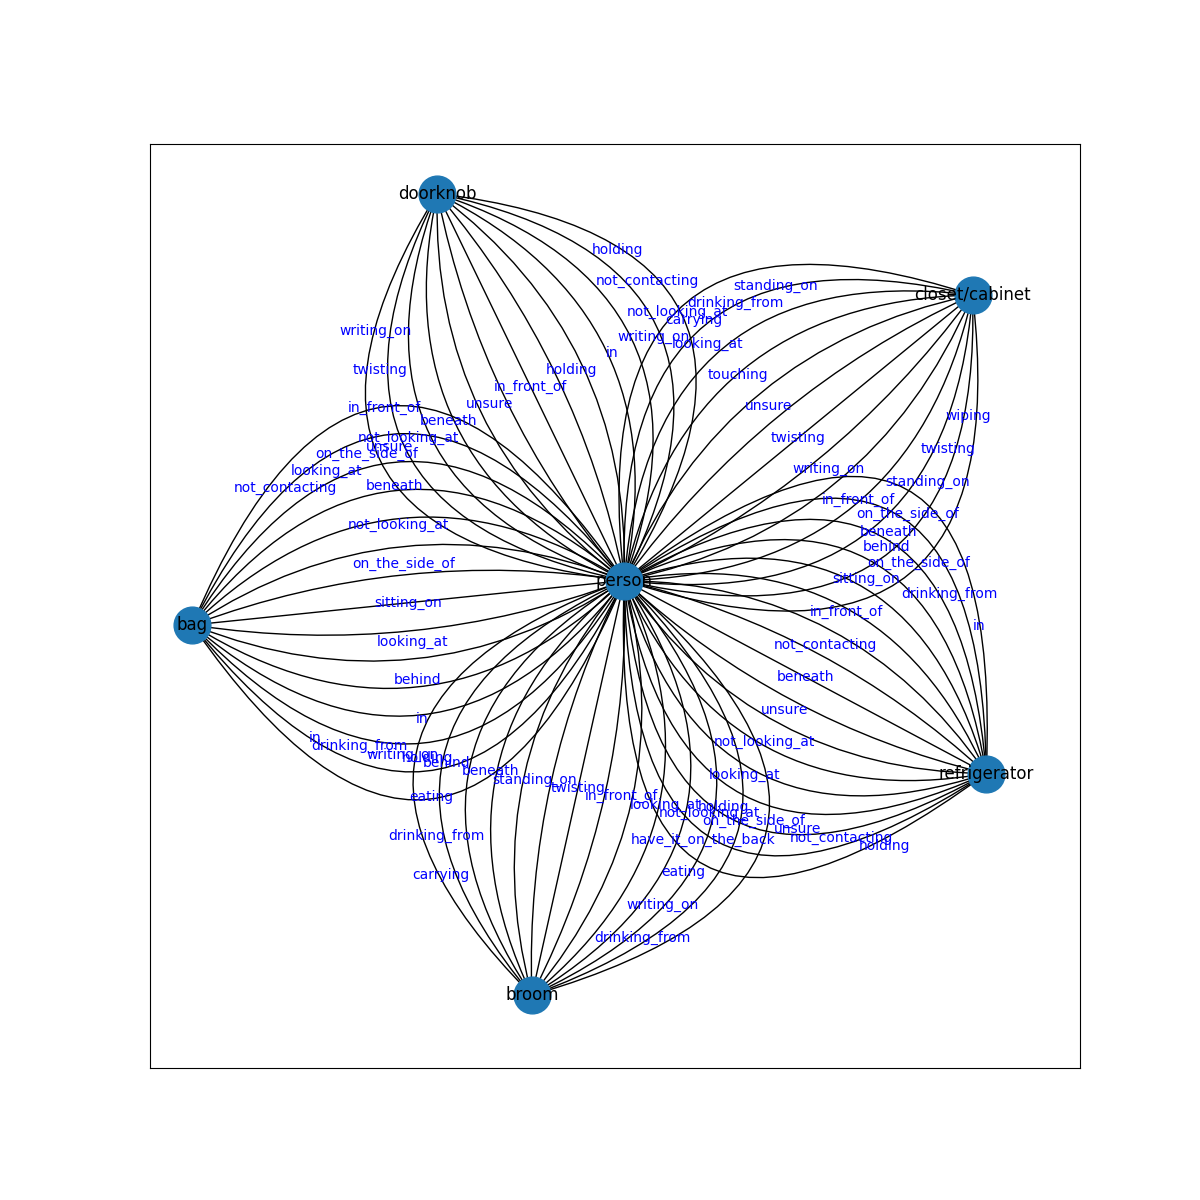 doorknob
holding
not_contacting
standing_on
closet/cabinet
drinking_from
not_looking_at
carrying
writing_on
writing_on
looking_at
in
twisting
holding
touching
in_front_of
in_front_of
unsure
unsure
beneath
wiping
not_looking_at
twisting
unsure
twisting
on_the_side_of
looking_at
writing_on
not_contacting
beneath
standing_on
in_front_of
on_the_side_of
not_looking_at
beneath
behind
on_the_side_of
on_the_side_of
person
sitting_on
drinking_from
sitting_on
in_front_of
bag
in
looking_at
not_contacting
behind
beneath
in
unsure
in
drinking_from
not_looking_at
writing_on
holding
behind
beneath
looking_at
refrigerator
standing_on
twisting
in_front_of
eating
looking_at
holding
not_looking_at
on_the_side_of
unsure
drinking_from
have_it_on_the_back
not_contacting
holding
carrying
eating
writing_on
drinking_from
broom